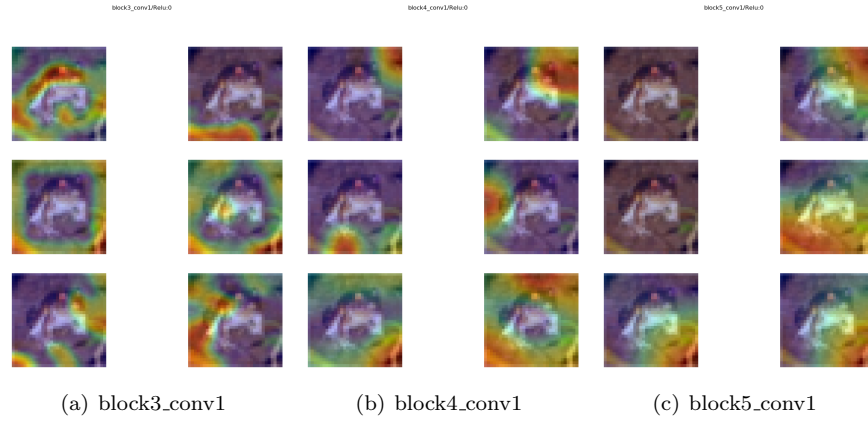 block3_conv1/Relu:0
block4_conv1/Relu:0
block5_conv1/Relu:0
(a) block3_conv1
(b) block4_conv1
(c) block5_conv1